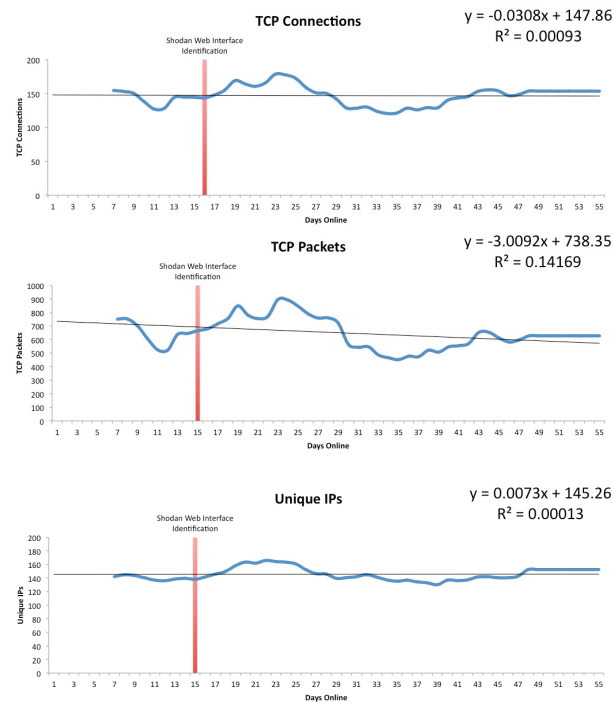 TCP Connections
y = -0.0308x + 147.86
R² = 0.00093
Shodan Web Interface
Identification
200
150
100
50
0
TCP Connections
1 3 5 7 9 11 13 15 17 19 21 23 25 27 29 31 33 35 37 39 41 43 45 47 49 51 53 55
Days Online
TCP Packets
y = -3.0092x + 738.35
R² = 0.14169
Shodan Web Interface
Identification
1000
900
800
700
600
500
400
300
200
100
0
TCP Packets
1 3 5 7 9 11 13 15 17 19 21 23 25 27 29 31 33 35 37 39 41 43 45 47 49 51 53 55
Days Online
Unique IPs
y = 0.0073x + 145.26
R² = 0.00013
Shodan Web Interface
Identification
200
180
160
140
120
100
80
60
40
20
0
Unique IPs
1 3 5 7 9 11 13 15 17 19 21 23 25 27 29 31 33 35 37 39 41 43 45 47 49 51 53 55
Days Online